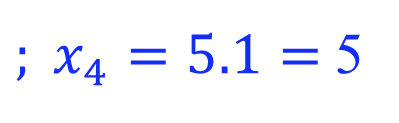 ; x₄ = 5.1 = 5